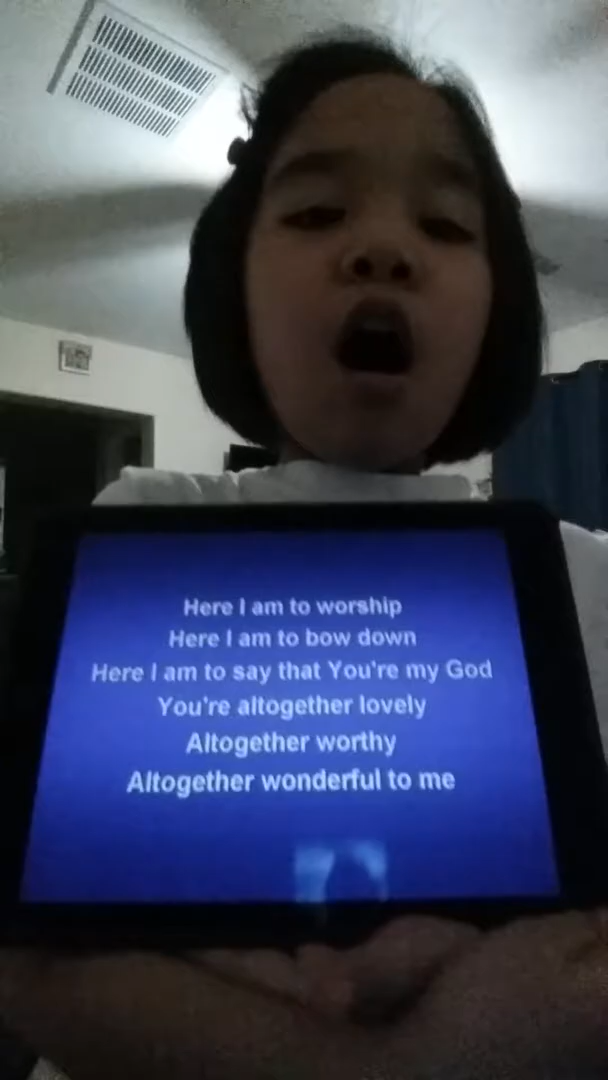 Here I am to worship
Here I am to bow down
Here I am to say that You're my God
You're altogether lovely
Altogether worthy
Altogether wonderful to me